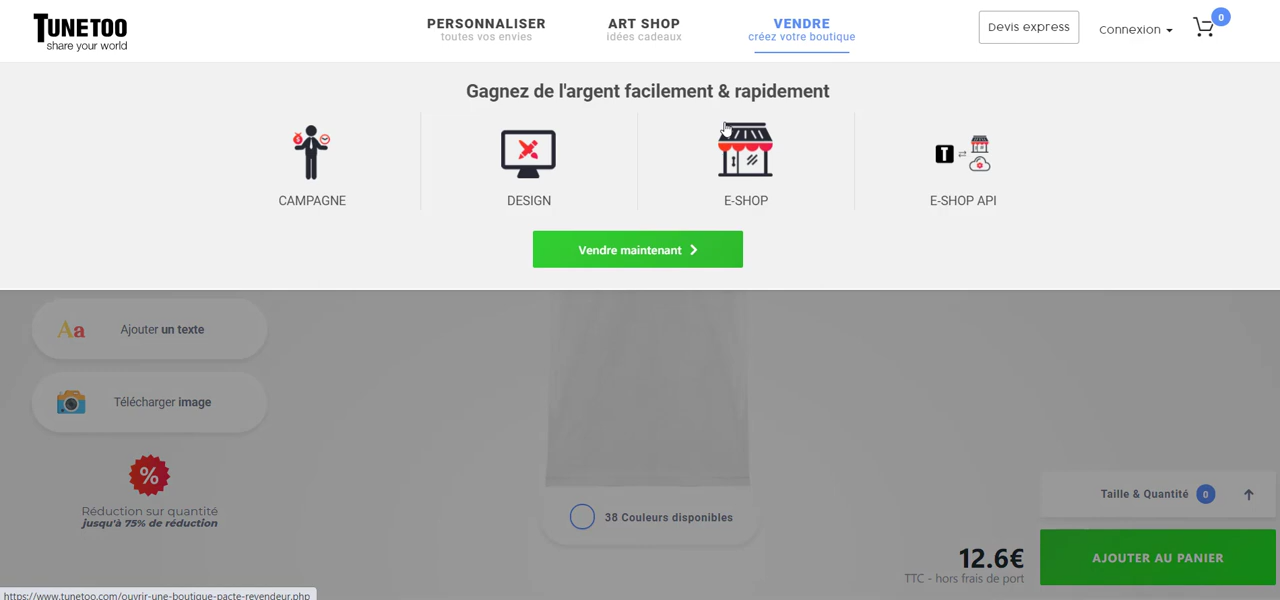 TUNETOO
share your world
PERSONNALISER
toutes vos envies
ART SHOP
idées cadeaux
VENDRE
créez votre boutique
Devis express
Connexion
0
Gagnez de l'argent facilement & rapidement
CAMPAGNE
DESIGN
E-SHOP
T
E-SHOP API
Vendre maintenant
Aa
Ajouter un texte
Télécharger image
%
Réduction sur quantité
jusqu'à 75% de réduction
38 Couleurs disponibles
Taille & Quantité 0
12.6€
TTC - hors frais de port
AJOUTER AU PANIER
https://www.tunetoo.com/ouvrir-une-boutique-pacte-revendeur.php